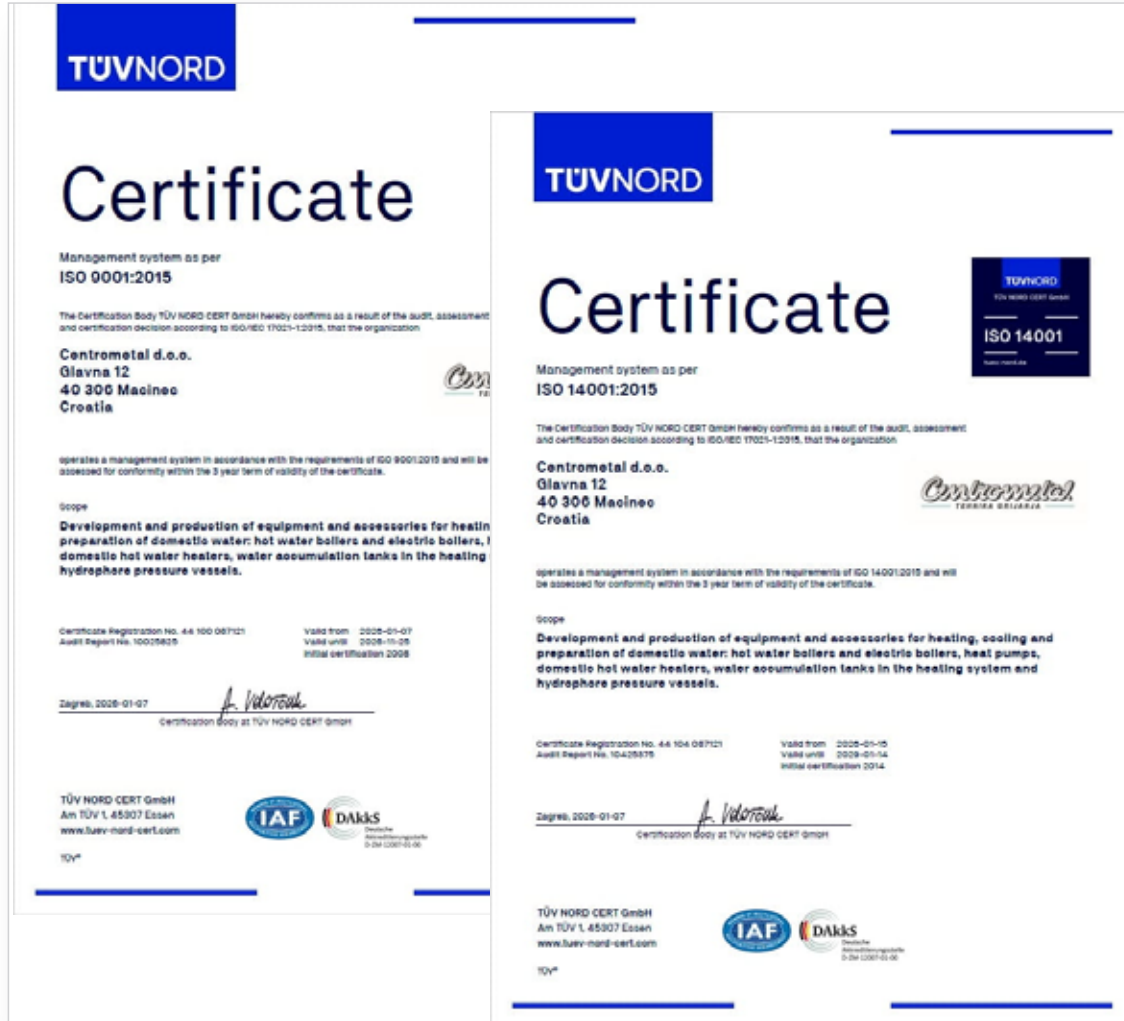 TÜVNORD
Certificate
Management system as per
ISO 9001:2015
The Certification Body TÜV NORD CERT GmbH hereby confirms as a result of the audit, assessment
and certification decision according to ISO/IEC 17021-1:2015, that the organization
Centrometal d.o.o.
Glavna 12
40 306 Macinec
Croatia
operates a management system in accordance with the requirements of ISO 9001:2015 and will be
assessed for conformity within the 3 year term of validity of the certificate.
Scope
Development and production of equipment and accessories for heatin
preparation of domestic water: hot water boilers and electric boilers,
domestic hot water heaters, water accumulation tanks in the heating
hydrophore pressure vessels.
Certificate Registration No. 44 100 067121
Audit Report No.
Valid from
Valid until
Initial certification
Zagreb,
Certification Body at TÜV NORD CERT GmbH
TÜV NORD CERT GmbH
Am TÜV 1, 45307 Essen
www.tuev-nord-cert.com
TÜV®
IAF
DAkkS
Deutsche
Akkreditierungsstelle
TÜVNORD
Certificate
TÜVNORD
TÜV NORD CERT GmbH
ISO 14001
Management system as per
ISO 14001:2015
The Certification Body TÜV NORD CERT GmbH hereby confirms as a result of the audit, assessment
and certification decision according to ISO/IEC 17021-1:2015, that the organization
Centrometal d.o.o.
Glavna 12
40 306 Macinec
Croatia
Centrometal
TEHNIKA GRIJANJA
operates a management system in accordance with the requirements of ISO 14001:2015 and will
be assessed for conformity within the 3 year term of validity of the certificate.
Scope
Development and production of equipment and accessories for heating, cooling and
preparation of domestic water: hot water boilers and electric boilers, heat pumps,
domestic hot water heaters, water accumulation tanks in the heating system and
hydrophore pressure vessels.
Certificate Registration No. 44 104 067121
Audit Report No.
Valid from
Valid until
Initial certification 2014
Zagreb,
Certification Body at TÜV NORD CERT GmbH
TÜV NORD CERT GmbH
Am TÜV 1, 45307 Essen
www.tuev-nord-cert.com
TÜV®
IAF
DAkkS
Deutsche
Akkreditierungsstelle